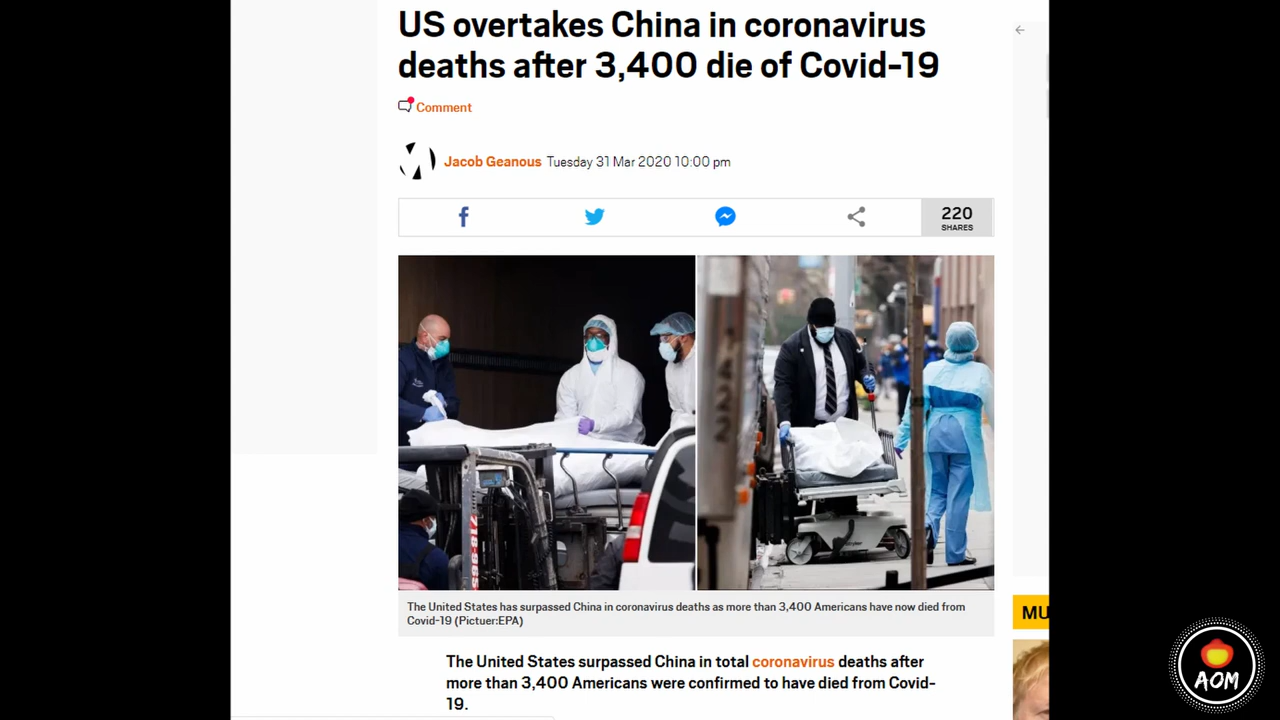 US overtakes China in coronavirus
deaths after 3,400 die of Covid-19
Comment
Jacob Geanous Tuesday 31 Mar 2020 10:00 pm
220
SHARES
The United States has surpassed China in coronavirus deaths as more than 3,400 Americans have now died from
Covid-19 (Pictuer:EPA)
MU
The United States surpassed China in total coronavirus deaths after
more than 3,400 Americans were confirmed to have died from Covid-
19.
AOM